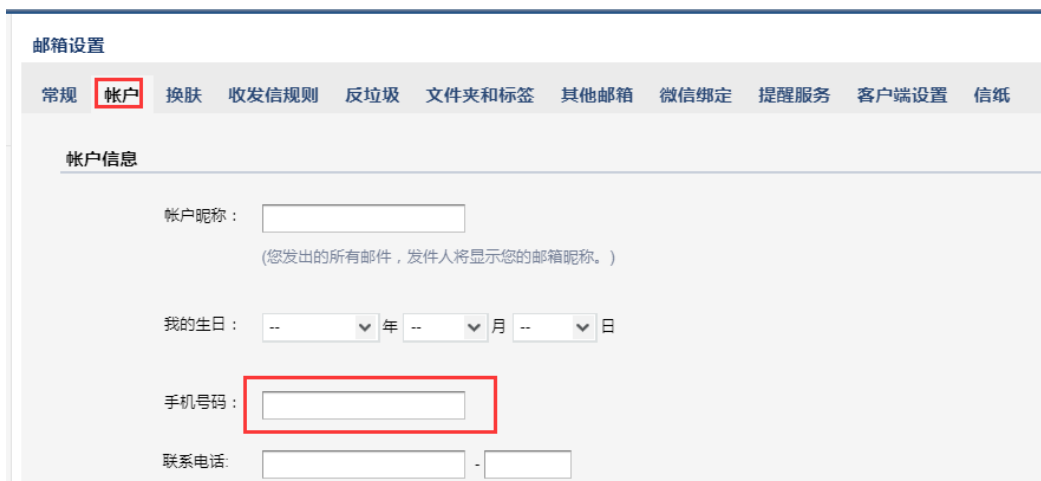 邮箱设置
常规 帐户 换肤 收发信规则 反垃圾 文件夹和标签 其他邮箱 微信绑定 提醒服务 客户端设置 信纸
帐户信息
帐户昵称：
(您发出的所有邮件，发件人将显示您的邮箱昵称。)
我的生日： -- 年 -- 月 -- 日
手机号码：
联系电话: -